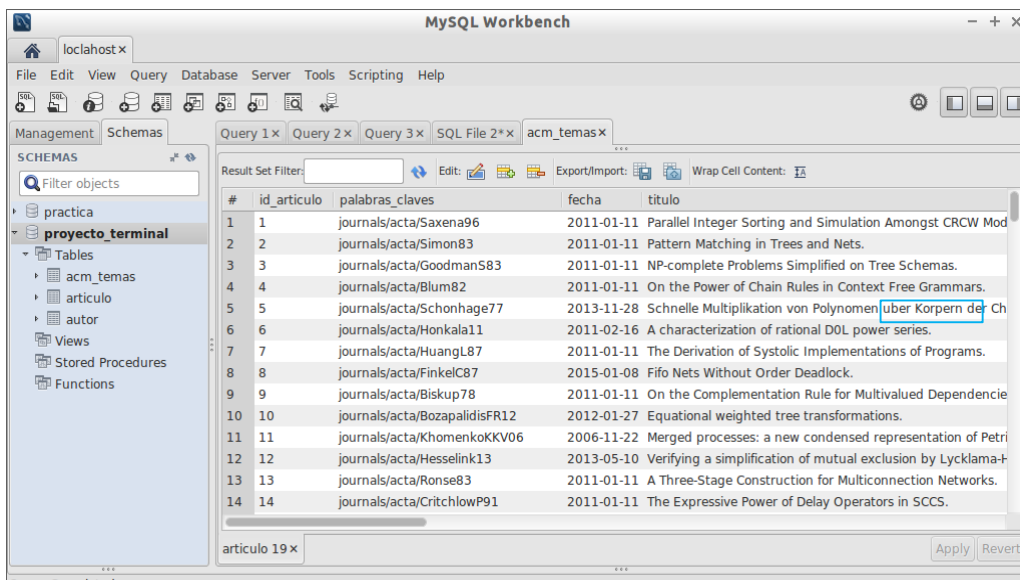 MySQL Workbench
loclahost
File Edit View Query Database Server Tools Scripting Help
Management Schemas
Query 1 Query 2 Query 3 SQL File 2* acm_temas
SCHEMAS
Filter objects
practica
proyecto_terminal
Tables
acm_temas
articulo
autor
Views
Stored Procedures
Functions
Result Set Filter: Edit: Export/Import: Wrap Cell Content:
# id_articulo palabras_claves fecha titulo
1 1 journals/acta/Saxena96 2011-01-11 Parallel Integer Sorting and Simulation Amongst CRCW Mod
2 2 journals/acta/Simon83 2011-01-11 Pattern Matching in Trees and Nets.
3 3 journals/acta/GoodmanS83 2011-01-11 NP-complete Problems Simplified on Tree Schemas.
4 4 journals/acta/Blum82 2011-01-11 On the Power of Chain Rules in Context Free Grammars.
5 5 journals/acta/Schonhage77 2013-11-28 Schnelle Multiplikation von Polynomen uber Korpern der Ch
6 6 journals/acta/Honkala11 2011-02-16 A characterization of rational D0L power series.
7 7 journals/acta/HuangL87 2011-01-11 The Derivation of Systolic Implementations of Programs.
8 8 journals/acta/FinkelC87 2015-01-08 Fifo Nets Without Order Deadlock.
9 9 journals/acta/Biskup78 2011-01-11 On the Complementation Rule for Multivalued Dependencie
10 10 journals/acta/BozapalidisFR12 2012-01-27 Equational weighted tree transformations.
11 11 journals/acta/KhomenkoKKV06 2006-11-22 Merged processes: a new condensed representation of Petri
12 12 journals/acta/Hesselink13 2013-05-10 Verifying a simplification of mutual exclusion by Lycklama-H
13 13 journals/acta/Ronse83 2011-01-11 A Three-Stage Construction for Multiconnection Networks.
14 14 journals/acta/CritchlowP91 2011-01-11 The Expressive Power of Delay Operators in SCCS.
articulo 19
Apply Revert